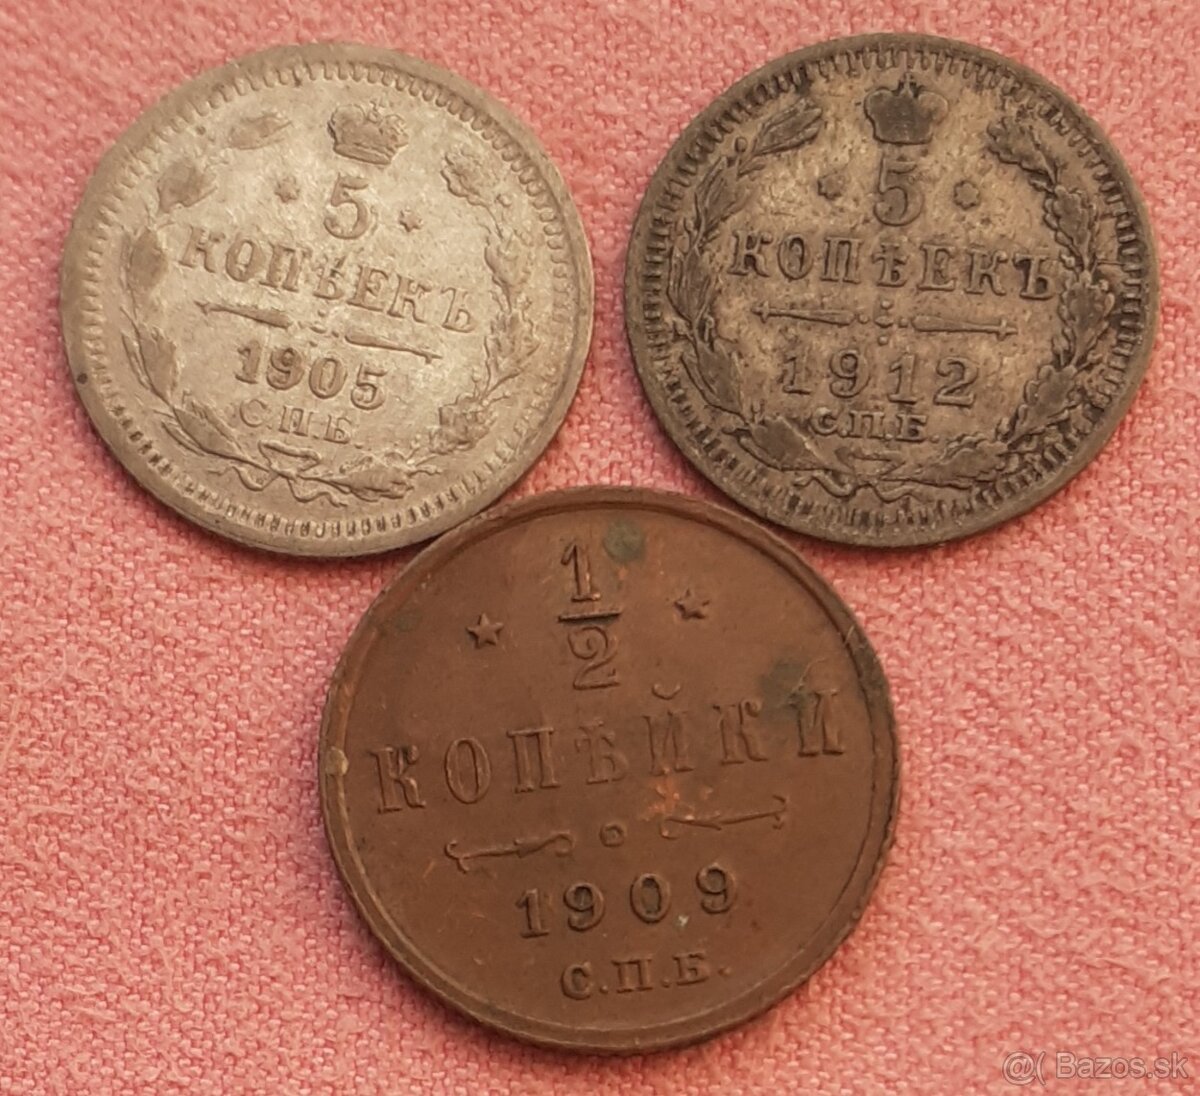 5
КОПѢЕКЪ
1905
С.П.Б.
5
КОПѢЕКЪ
1912
С.П.Б.
1/2
КОПѢЙКИ
1909
С.П.Б.
@( Bazos.sk